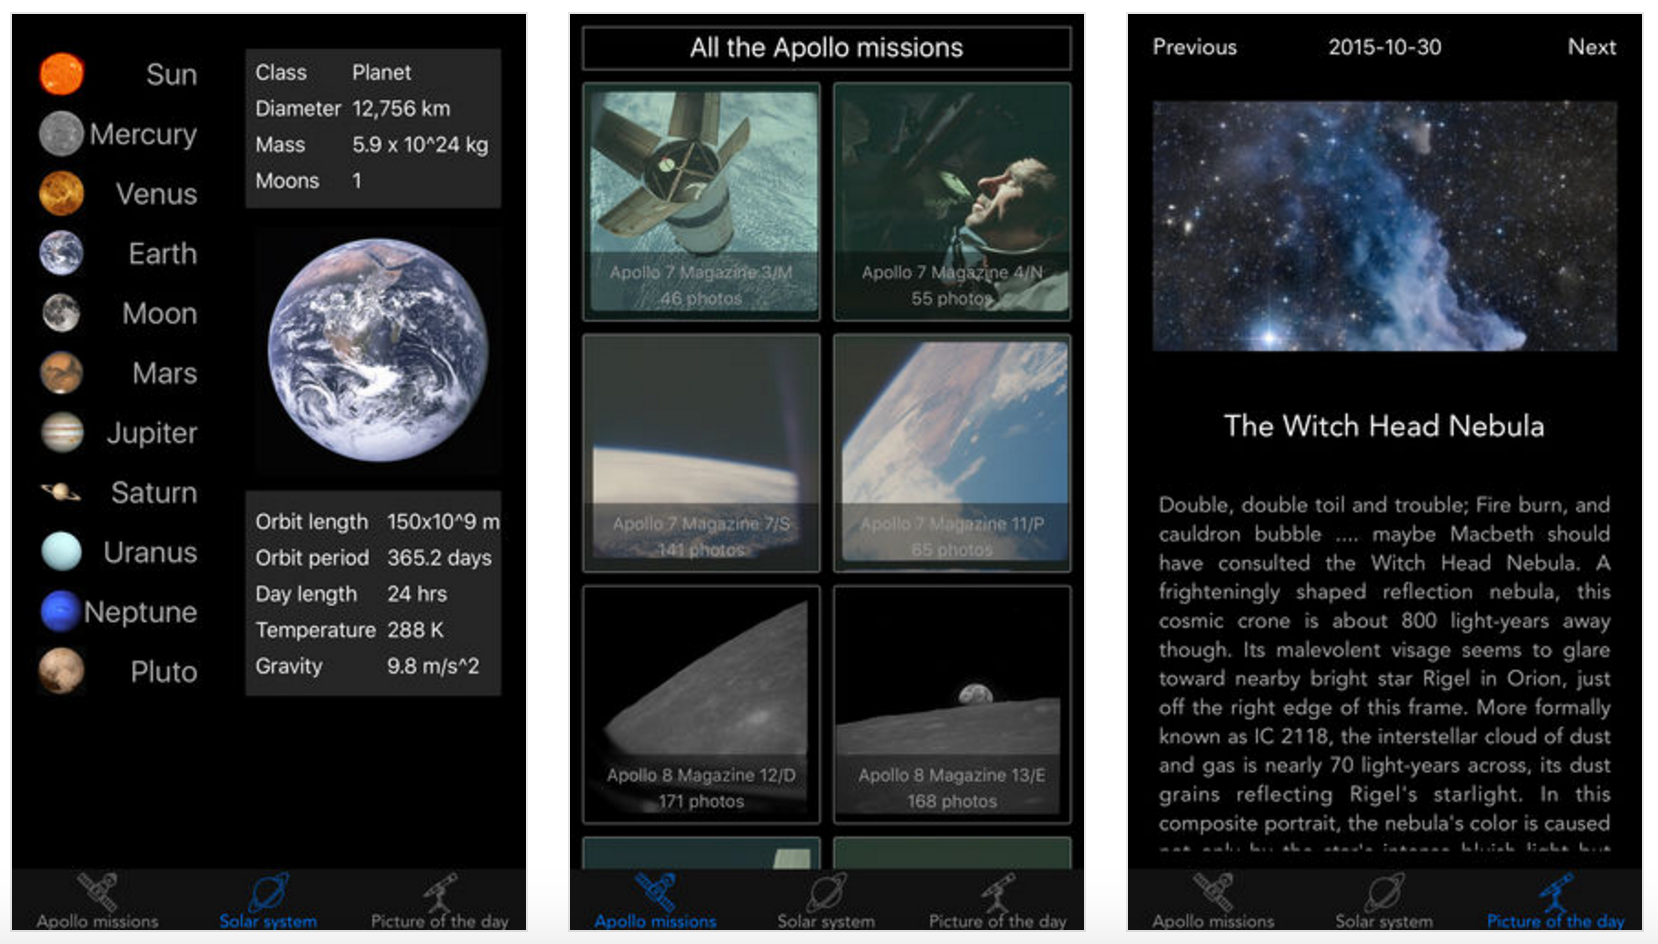 Sun
Mercury
Venus
Earth
Moon
Mars
Jupiter
Saturn
Uranus
Neptune
Pluto
Class Planet
Diameter 12,756 km
Mass 5.9 x 10^24 kg
Moons 1
Orbit length 150x10^9 m
Orbit period 365.2 days
Day length 24 hrs
Temperature 288 K
Gravity 9.8 m/s^2
Apollo missions Solar system Picture of the day
All the Apollo missions
Apollo 7 Magazine 3/M
46 photos
Apollo 7 Magazine 4/N
55 photos
Apollo 7 Magazine 7/S
141 photos
Apollo 7 Magazine 11/P
65 photos
Apollo 8 Magazine 12/D
171 photos
Apollo 8 Magazine 13/E
168 photos
Apollo missions Solar system Picture of the day
Previous 2015-10-30 Next
The Witch Head Nebula
Double, double toil and trouble; Fire burn, and
cauldron bubble .... maybe Macbeth should
have consulted the Witch Head Nebula. A
frighteningly shaped reflection nebula, this
cosmic crone is about 800 light-years away
though. Its malevolent visage seems to glare
toward nearby bright star Rigel in Orion, just
off the right edge of this frame. More formally
known as IC 2118, the interstellar cloud of dust
and gas is nearly 70 light-years across, its dust
grains reflecting Rigel's starlight. In this
composite portrait, the nebula's color is caused
not only by the star's intense bluish light but
Apollo missions Solar system Picture of the day